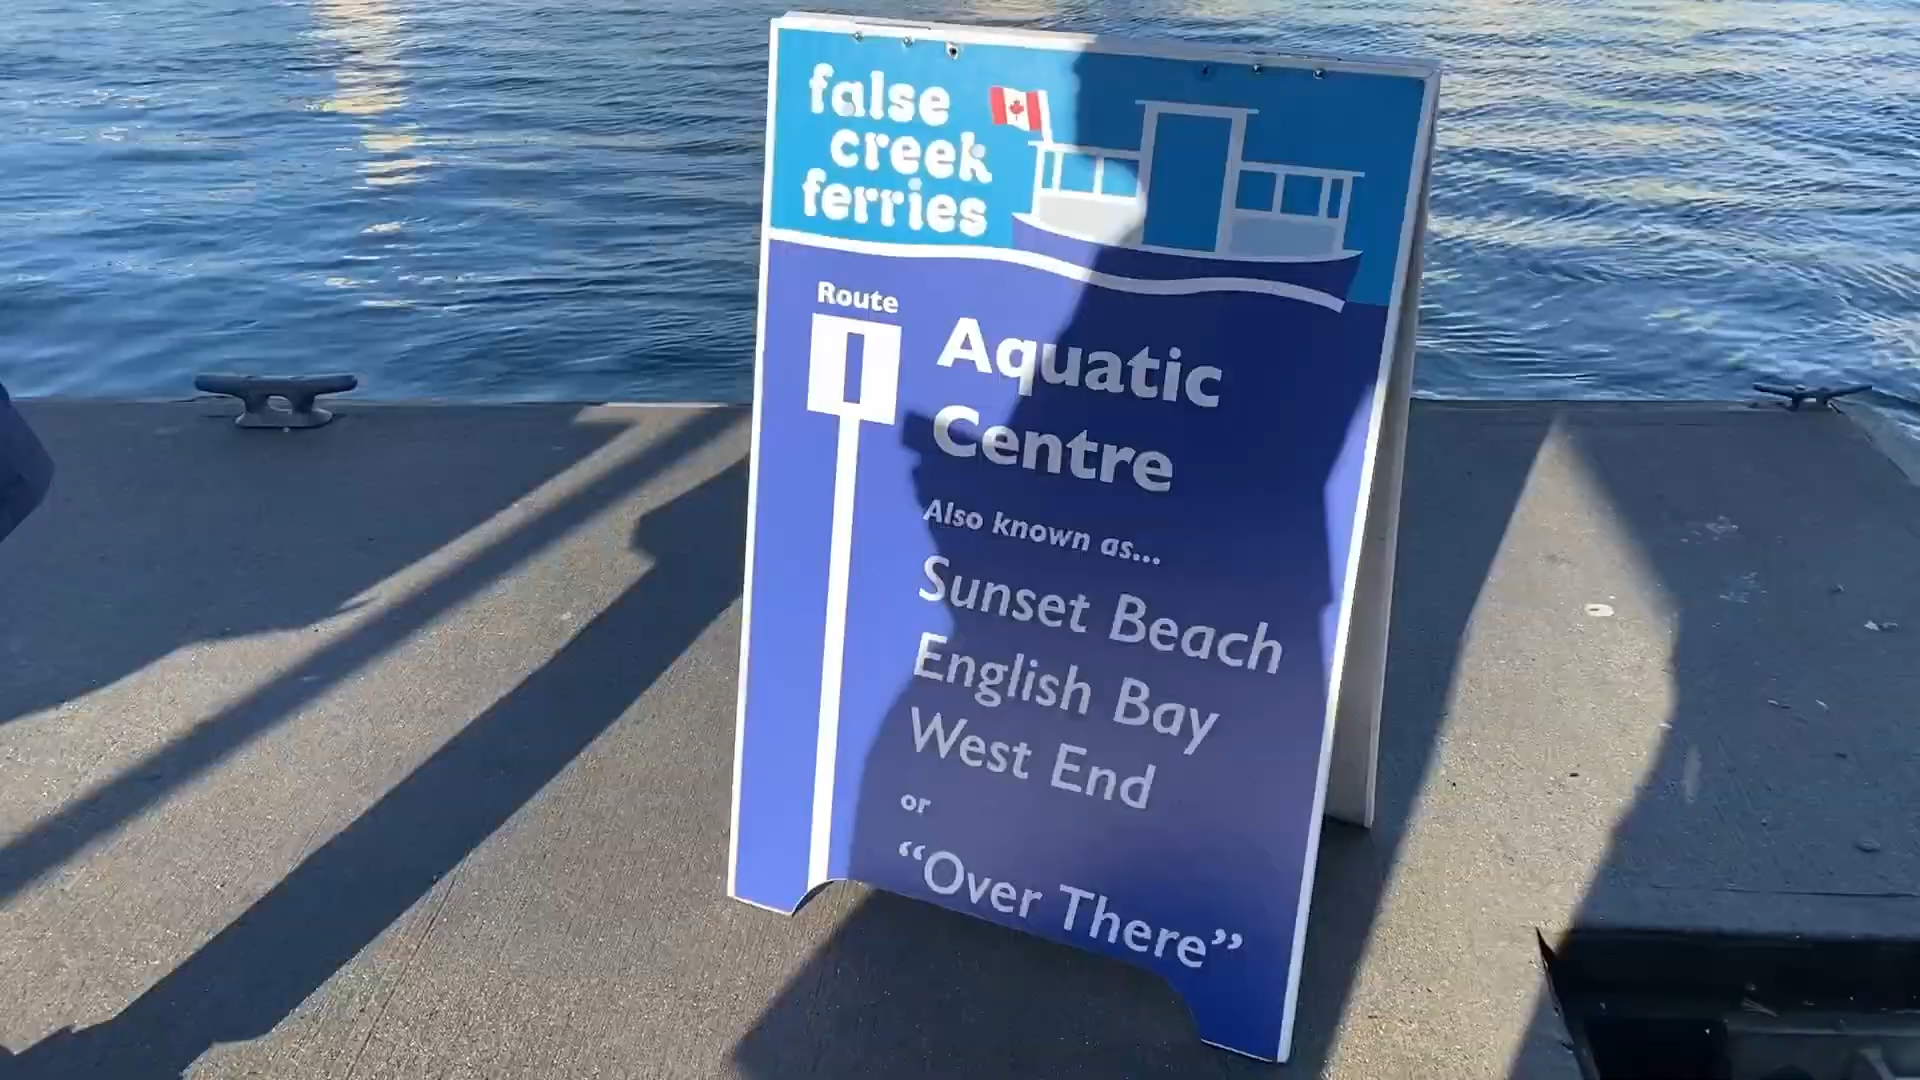 false
creek
ferries
Route
1
Aquatic
Centre
Also known as...
Sunset Beach
English Bay
West End
or
“Over There”